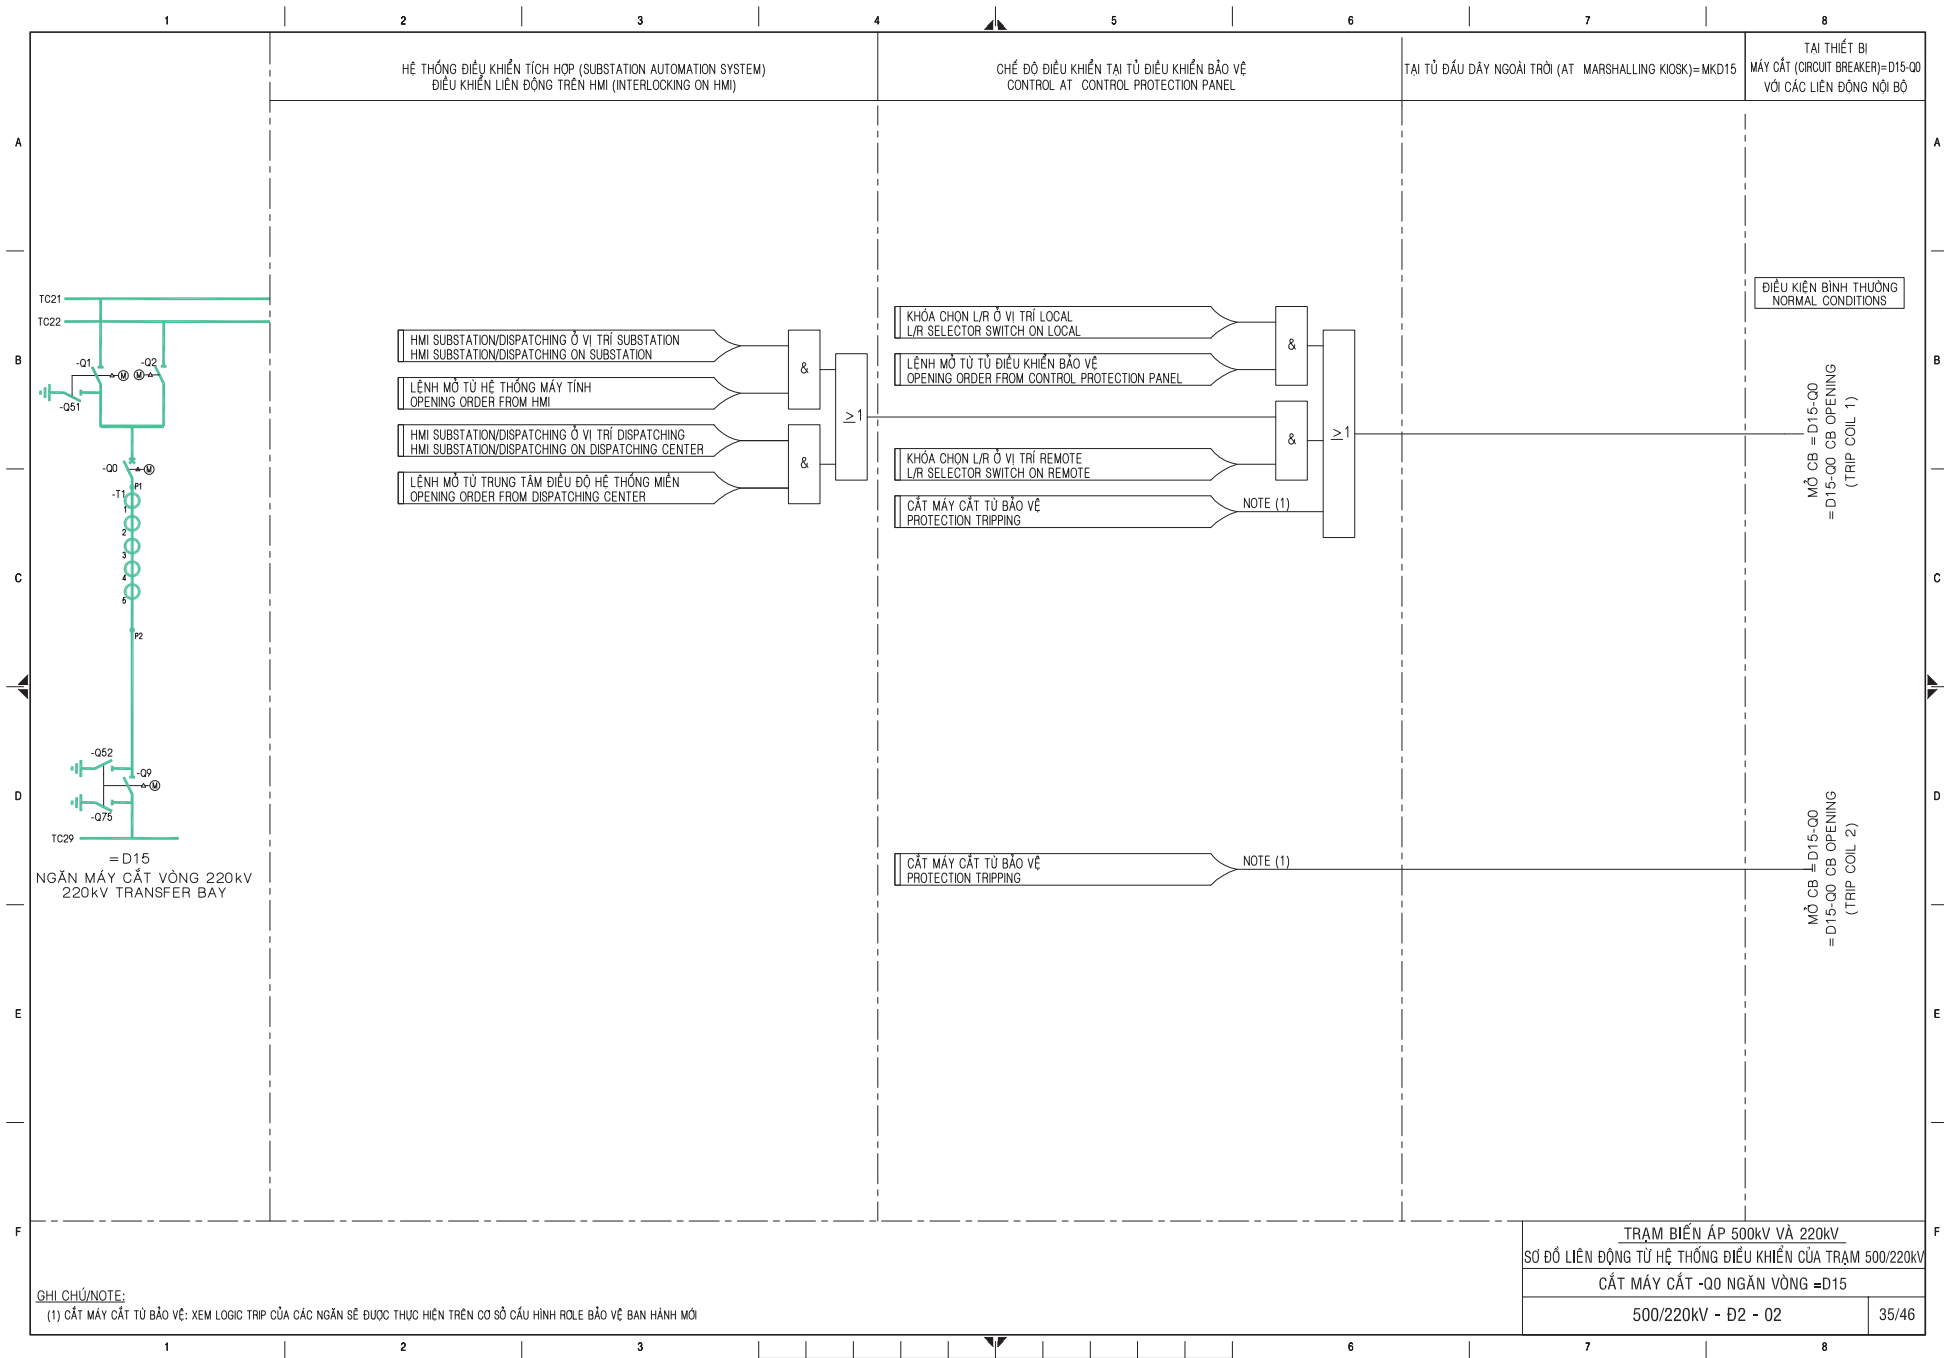 1 2 3 4 5 6 7 8
HỆ THỐNG ĐIỀU KHIỂN TÍCH HỢP (SUBSTATION AUTOMATION SYSTEM)
ĐIỀU KHIỂN LIÊN ĐỘNG TRÊN HMI (INTERLOCKING ON HMI)
CHẾ ĐỘ ĐIỀU KHIỂN TẠI TỦ ĐIỀU KHIỂN BẢO VỆ
CONTROL AT CONTROL PROTECTION PANEL
TẠI TỦ ĐẤU DÂY NGOÀI TRỜI (AT MARSHALLING KIOSK)=MKD15
TẠI THIẾT BỊ
MÁY CẮT (CIRCUIT BREAKER)=D15-Q0
VỚI CÁC LIÊN ĐỘNG NỘI BỘ
A
B
C
D
E
F
TC21
TC22
-Q1
-Q2
M
M
-Q51
-Q0
M
P1
-T1
1
2
3
4
5
P2
-Q52
-Q9
M
-Q75
TC29
=D15
NGĂN MÁY CẮT VÒNG 220kV
220kV TRANSFER BAY
HMI SUBSTATION/DISPATCHING Ở VỊ TRÍ SUBSTATION
HMI SUBSTATION/DISPATCHING ON SUBSTATION
LỆNH MỞ TỪ HỆ THỐNG MÁY TÍNH
OPENING ORDER FROM HMI
&
HMI SUBSTATION/DISPATCHING Ở VỊ TRÍ DISPATCHING
HMI SUBSTATION/DISPATCHING ON DISPATCHING CENTER
LỆNH MỞ TỪ TRUNG TÂM ĐIỀU ĐỘ HỆ THỐNG MIỀN
OPENING ORDER FROM DISPATCHING CENTER
&
≥1
KHÓA CHỌN L/R Ở VỊ TRÍ LOCAL
L/R SELECTOR SWITCH ON LOCAL
LỆNH MỞ TỪ TỦ ĐIỀU KHIỂN BẢO VỆ
OPENING ORDER FROM CONTROL PROTECTION PANEL
&
KHÓA CHỌN L/R Ở VỊ TRÍ REMOTE
L/R SELECTOR SWITCH ON REMOTE
&
CẮT MÁY CẮT TỪ BẢO VỆ
PROTECTION TRIPPING
NOTE (1)
≥1
ĐIỀU KIỆN BÌNH THƯỜNG
NORMAL CONDITIONS
MỞ CB =D15-Q0
=D15-Q0 CB OPENING
(TRIP COIL 1)
CẮT MÁY CẮT TỪ BẢO VỆ
PROTECTION TRIPPING
NOTE (1)
MỞ CB =D15-Q0
=D15-Q0 CB OPENING
(TRIP COIL 2)
A
B
C
D
E
F
GHI CHÚ/NOTE:
(1) CẮT MÁY CẮT TỪ BẢO VỆ: XEM LOGIC TRIP CỦA CÁC NGĂN SẼ ĐƯỢC THỰC HIỆN TRÊN CƠ SỞ CẤU HÌNH RƠLE BẢO VỆ BAN HÀNH MỚI
TRẠM BIẾN ÁP 500kV VÀ 220kV
SƠ ĐỒ LIÊN ĐỘNG TỪ HỆ THỐNG ĐIỀU KHIỂN CỦA TRẠM 500/220kV
CẮT MÁY CẮT -Q0 NGĂN VÒNG =D15
500/220kV - Đ2 - 02
35/46
1 2 3 4 5 6 7 8